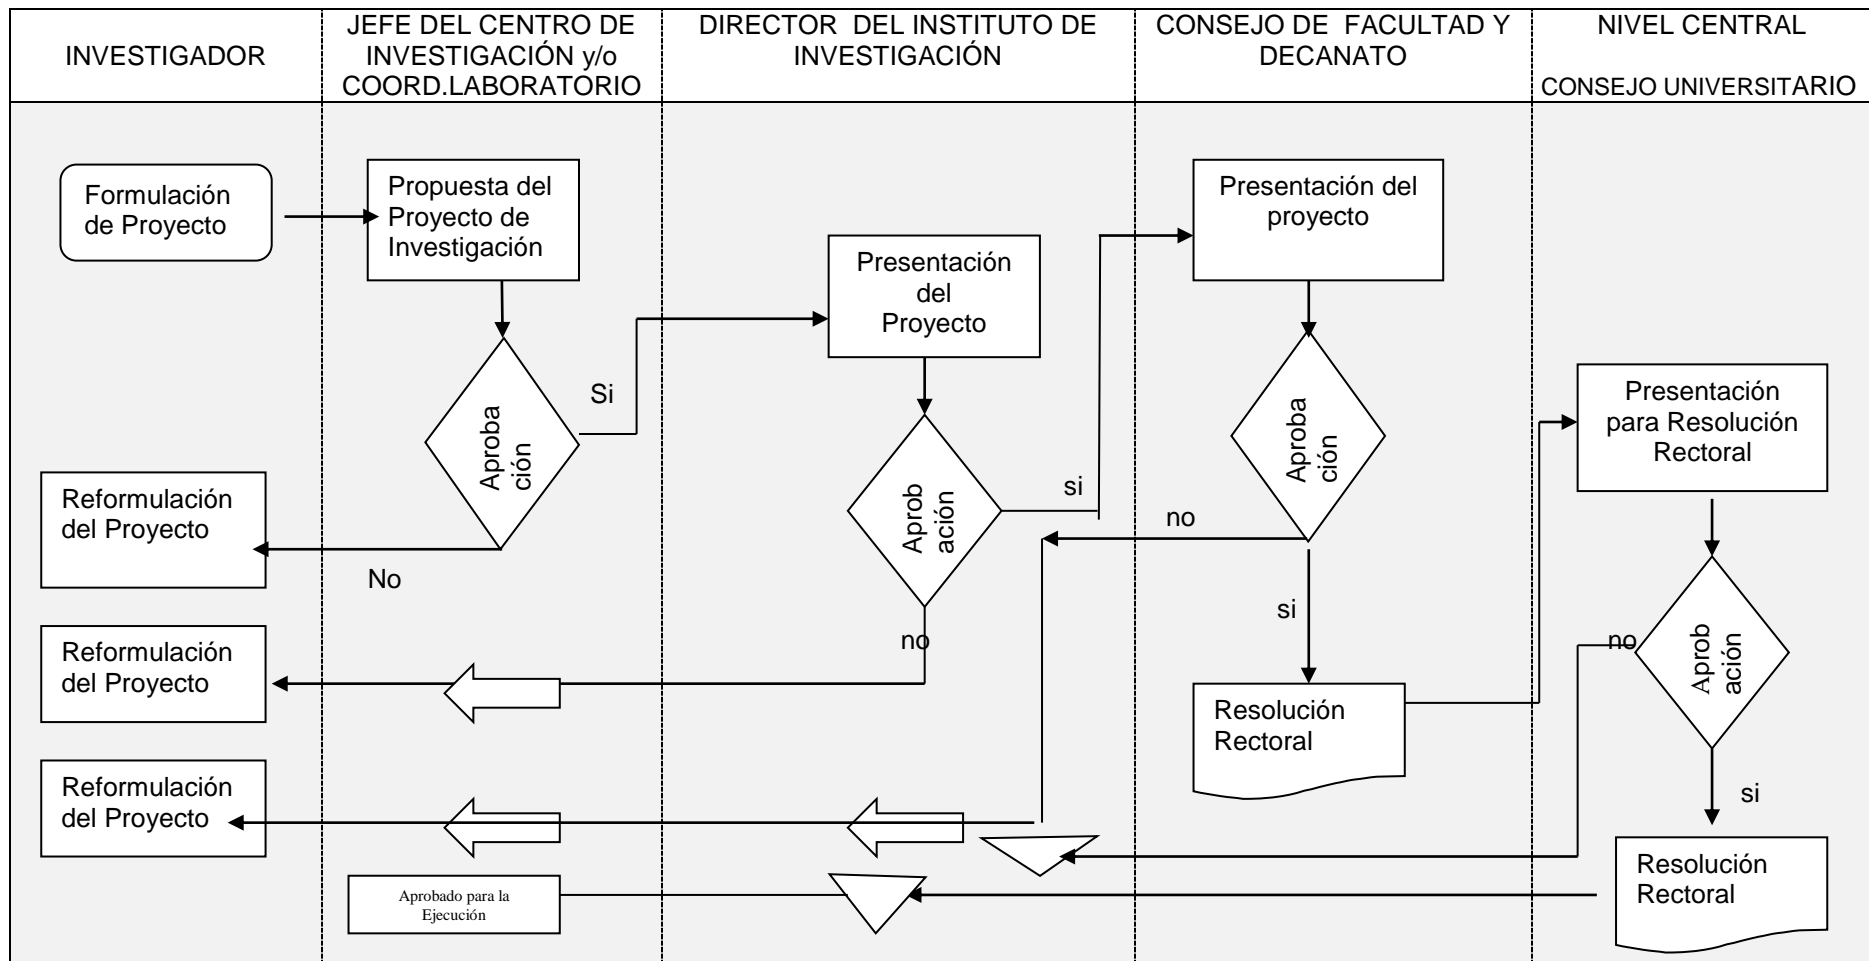 INVESTIGADOR
JEFE DEL CENTRO DE
INVESTIGACIÓN y/o
COORD.LABORATORIO
DIRECTOR DEL INSTITUTO DE
INVESTIGACIÓN
CONSEJO DE FACULTAD Y
DECANATO
NIVEL CENTRAL
CONSEJO UNIVERSITARIO
Formulación
de Proyecto
Propuesta del
Proyecto de
Investigación
Presentación
del
Proyecto
Presentación del
proyecto
Presentación
para Resolución
Rectoral
Aproba
ción
Si
No
Aprob
ación
si
no
Aproba
ción
no
si
Aprob
ación
no
si
Reformulación
del Proyecto
Reformulación
del Proyecto
Reformulación
del Proyecto
Resolución
Rectoral
Resolución
Rectoral
Aprobado para la
Ejecución